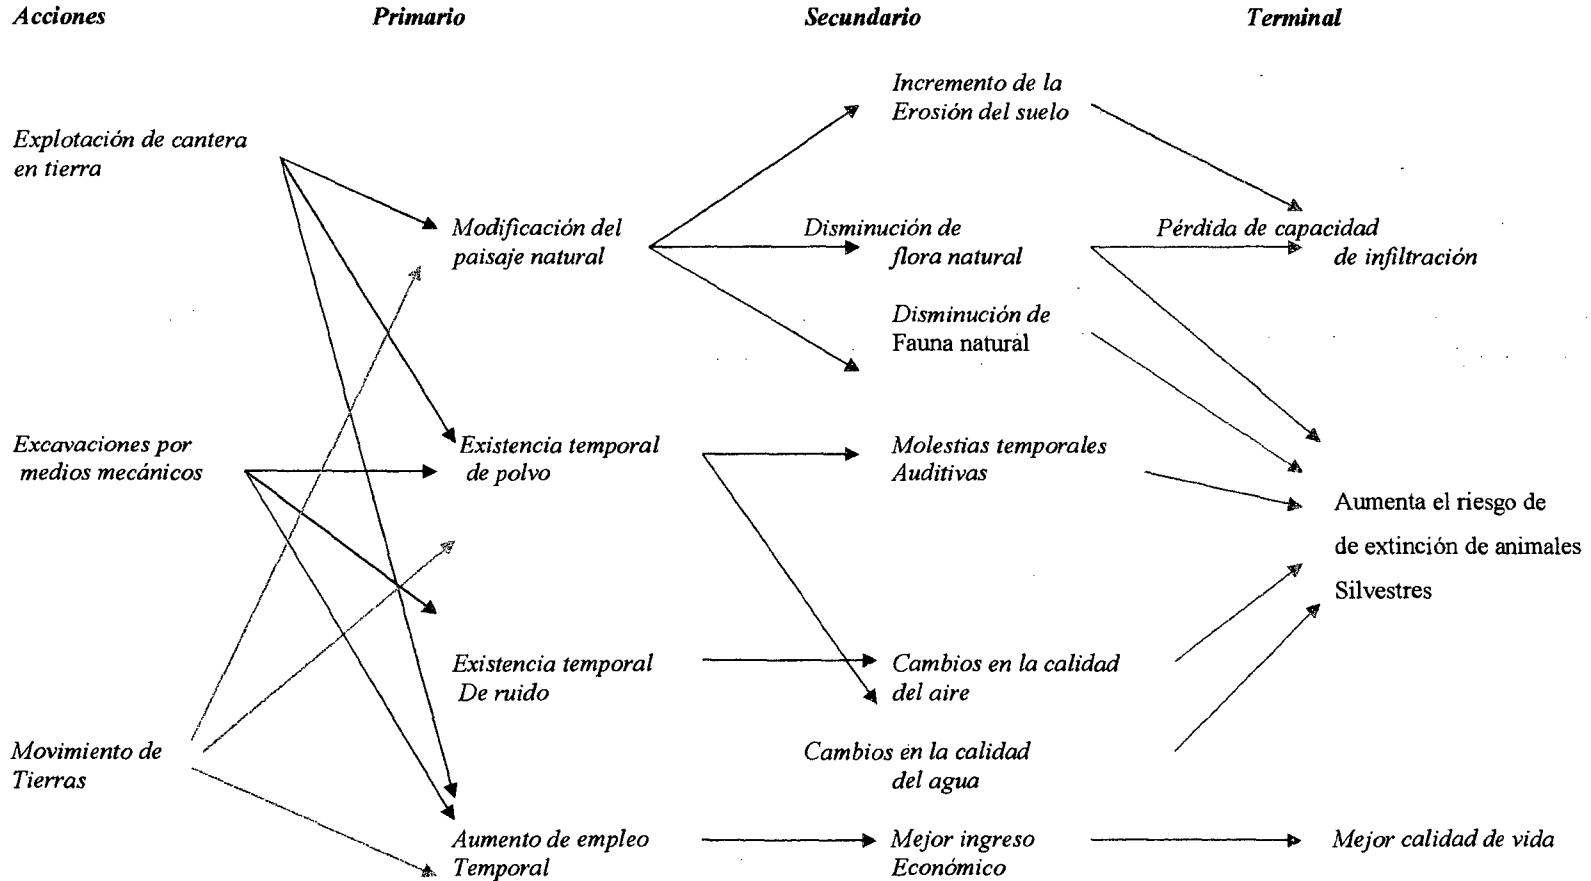 Acciones Primario Secundario Terminal
Explotación de cantera
en tierra
Excavaciones por
medios mecánicos
Movimiento de
Tierras
Modificación del
paisaje natural
Existencia temporal
de polvo
Existencia temporal
De ruido
Aumento de empleo
Temporal
Incremento de la
Erosión del suelo
Disminución de
flora natural
Disminución de
Fauna natural
Molestias temporales
Auditivas
Cambios en la calidad
del aire
Cambios en la calidad
del agua
Mejor ingreso
Económico
Pérdida de capacidad
de infiltración
Aumenta el riesgo de
de extinción de animales
Silvestres
Mejor calidad de vida